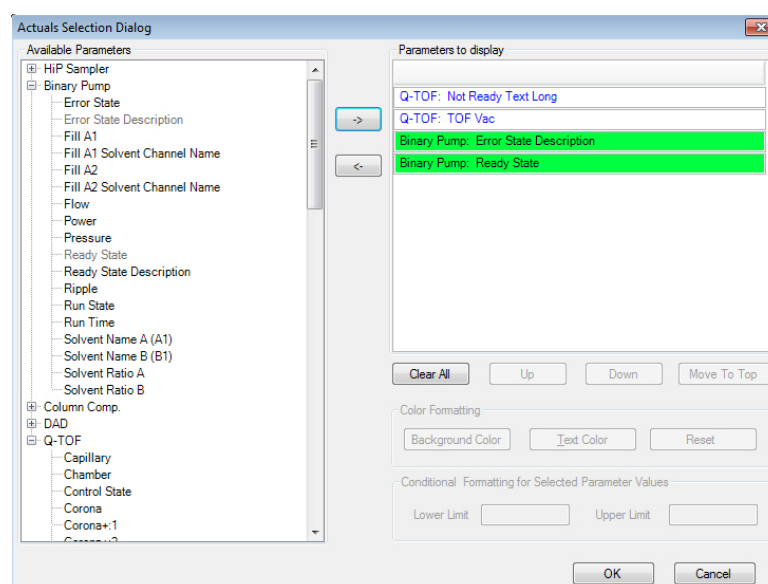 Actuals Selection Dialog
Available Parameters
HiP Sampler
Binary Pump
Error State
Error State Description
Fill A1
Fill A1 Solvent Channel Name
Fill A2
Fill A2 Solvent Channel Name
Flow
Power
Pressure
Ready State
Ready State Description
Ripple
Run State
Run Time
Solvent Name A (A1)
Solvent Name B (B1)
Solvent Ratio A
Solvent Ratio B
Column Comp.
DAD
Q-TOF
Capillary
Chamber
Control State
Corona
Corona+:1
->
<-
Parameters to display
Q-TOF: Not Ready Text Long
Q-TOF: TOF Vac
Binary Pump: Error State Description
Binary Pump: Ready State
Clear All
Up
Down
Move To Top
Color Formatting
Background Color
Text Color
Reset
Conditional Formatting for Selected Parameter Values
Lower Limit
Upper Limit
OK
Cancel